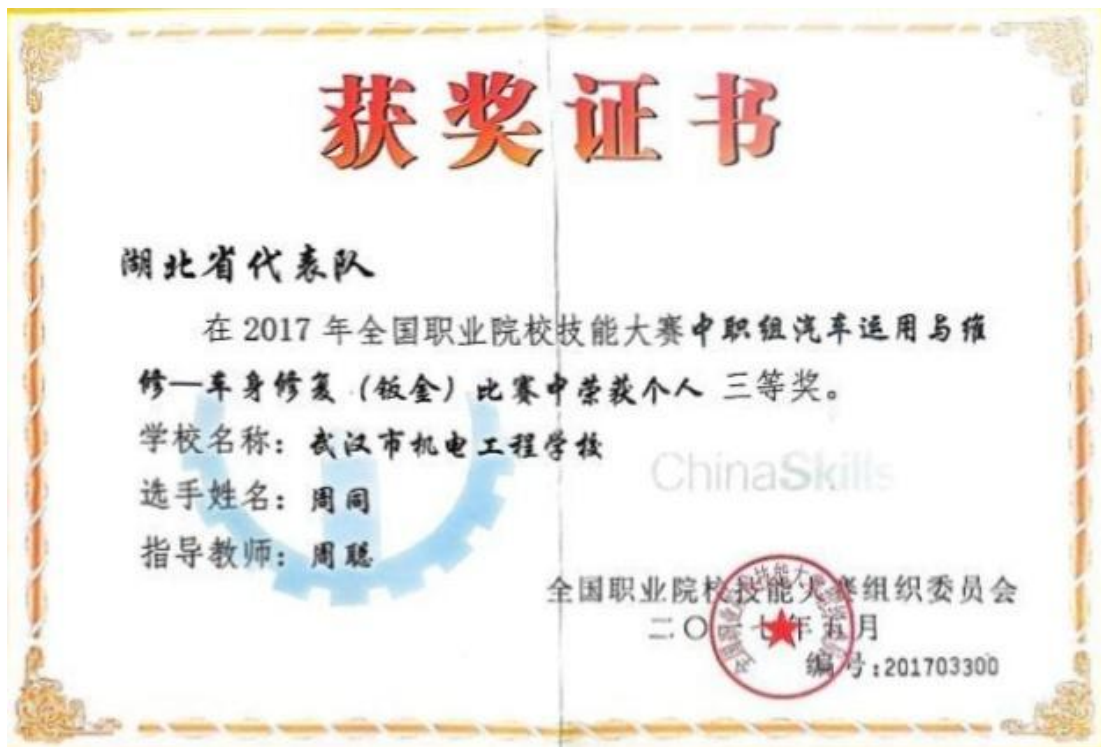 获奖证书
湖北省代表队
在 2017 年全国职业院校技能大赛中职组汽车运用与维
修—车身修复（钣金）比赛中荣获个人 三等奖。
学校名称：武汉市机电工程学校
选手姓名：周同
指导教师：周聪
ChinaSkills
全国职业院校技能大赛组织委员会
二〇一七年五月
编号:201703300